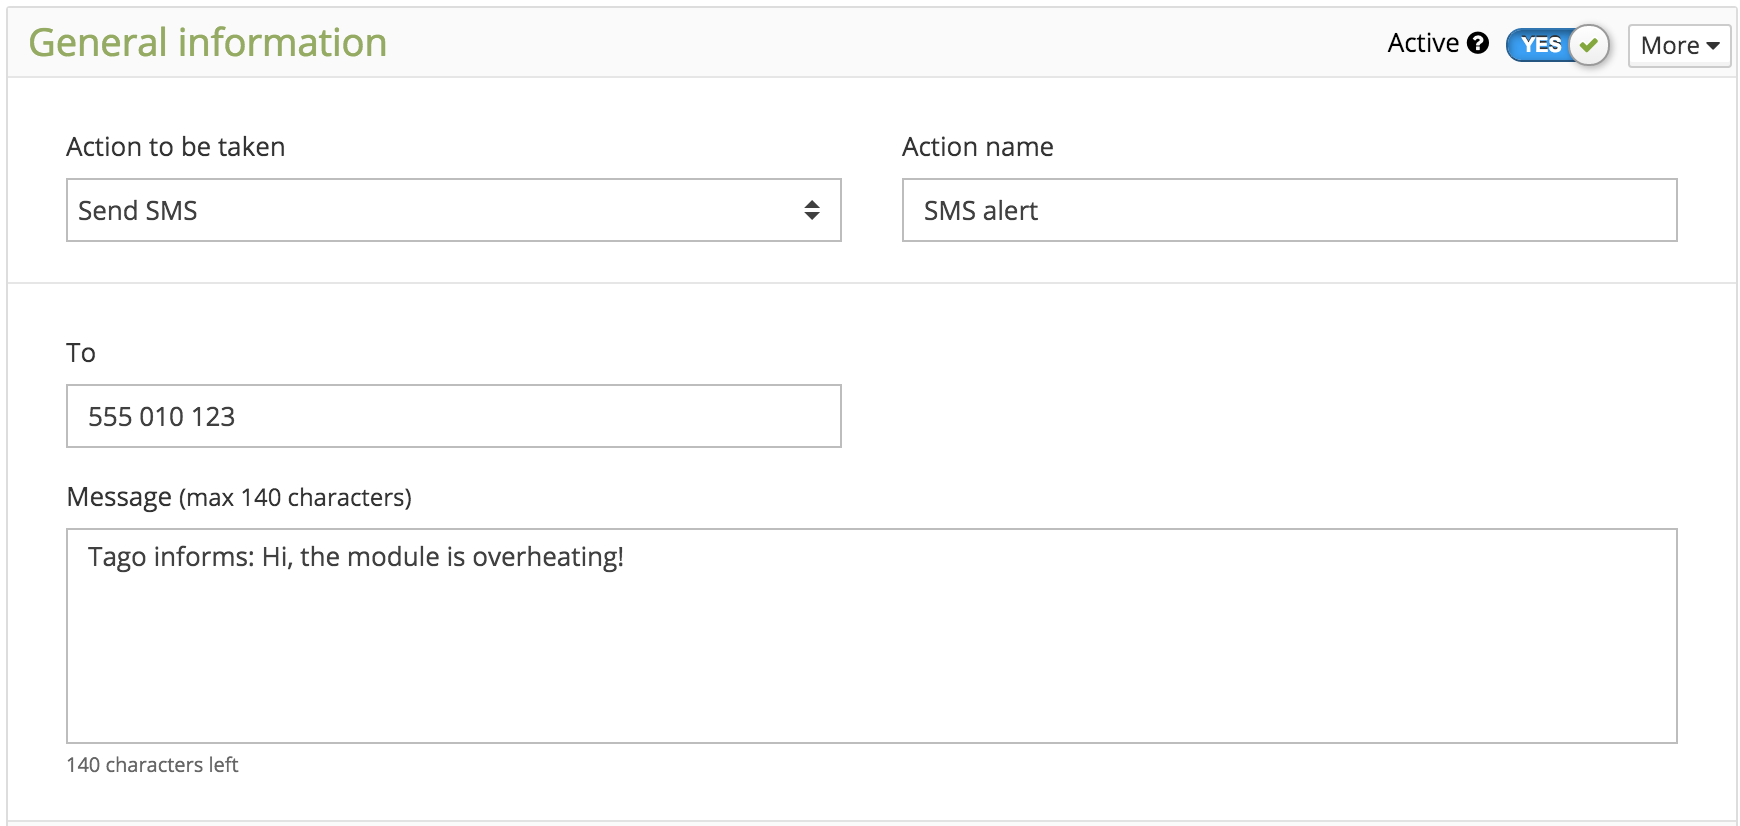 General information
Active ? YES More
Action to be taken
Action name
Send SMS
SMS alert
To
555 010 123
Message (max 140 characters)
Tago informs: Hi, the module is overheating!
140 characters left